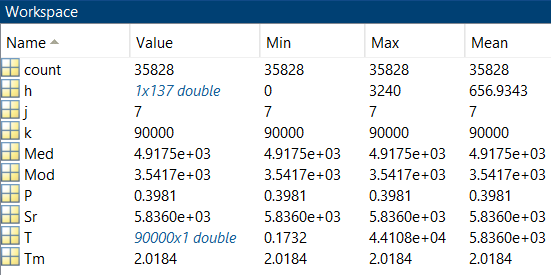 Workspace
Name Value Min Max Mean
count 35828 35828 35828 35828
h 1x137 double 0 3240 656.9343
j 7 7 7 7
k 90000 90000 90000 90000
Med 4.9175e+03 4.9175e+03 4.9175e+03 4.9175e+03
Mod 3.5417e+03 3.5417e+03 3.5417e+03 3.5417e+03
P 0.3981 0.3981 0.3981 0.3981
Sr 5.8360e+03 5.8360e+03 5.8360e+03 5.8360e+03
T 90000x1 double 0.1732 4.4108e+04 5.8360e+03
Tm 2.0184 2.0184 2.0184 2.0184